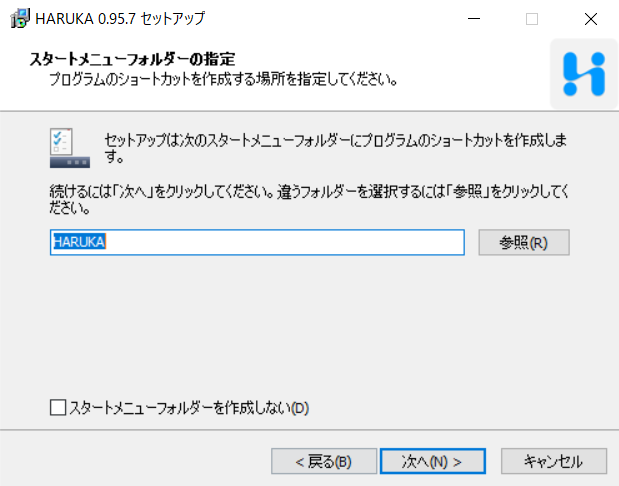 HARUKA 0.95.7 セットアップ
スタートメニューフォルダーの指定
プログラムのショートカットを作成する場所を指定してください。
セットアップは次のスタートメニューフォルダーにプログラムのショートカットを作成しま
す。
続けるには「次へ」をクリックしてください。違うフォルダーを選択するには「参照」をクリックしてく
ださい。
HARUKA
参照(R)
スタートメニューフォルダーを作成しない(D)
< 戻る(B)
次へ(N) >
キャンセル